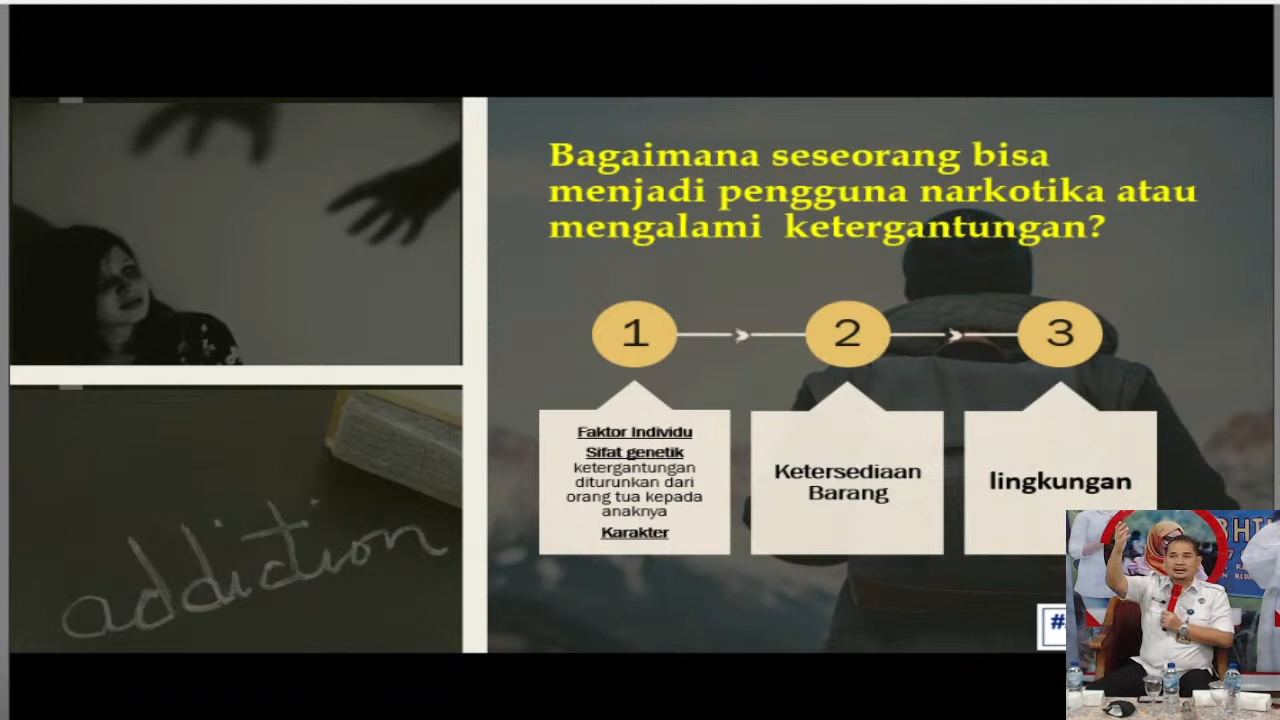 Bagaimana seseorang bisa
menjadi pengguna narkotika atau
mengalami ketergantungan?
1
2
3
Faktor Individu
Sifat genetik
ketergantungan
diturunkan dari
orang tua kepada
anaknya
Karakter
Ketersediaan
Barang
lingkungan
addiction
#